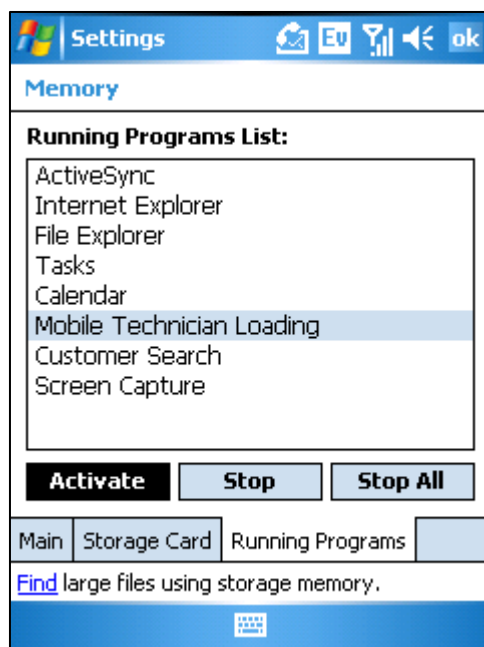 Settings Ev ok
Memory
Running Programs List:
ActiveSync
Internet Explorer
File Explorer
Tasks
Calendar
Mobile Technician Loading
Customer Search
Screen Capture
Activate Stop Stop All
Main Storage Card Running Programs
Find large files using storage memory.